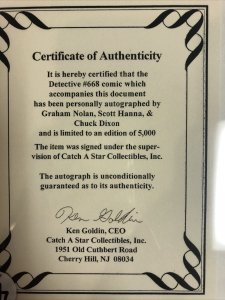 Certificate of Authenticity
It is hereby certified that the
Detective #668 comic which
accompanies this document
has been personally autographed by
Graham Nolan, Scott Hanna, &
Chuck Dixon
and is limited to an edition of 5,000
The item was signed under the super-
vision of Catch A Star Collectibles, Inc.
The autograph is unconditionally
guaranteed as to its authenticity.
Ken Goldin
Ken Goldin, CEO
Catch A Star Collectibles, Inc.
1951 Old Cuthbert Road
Cherry Hill, NJ 08034